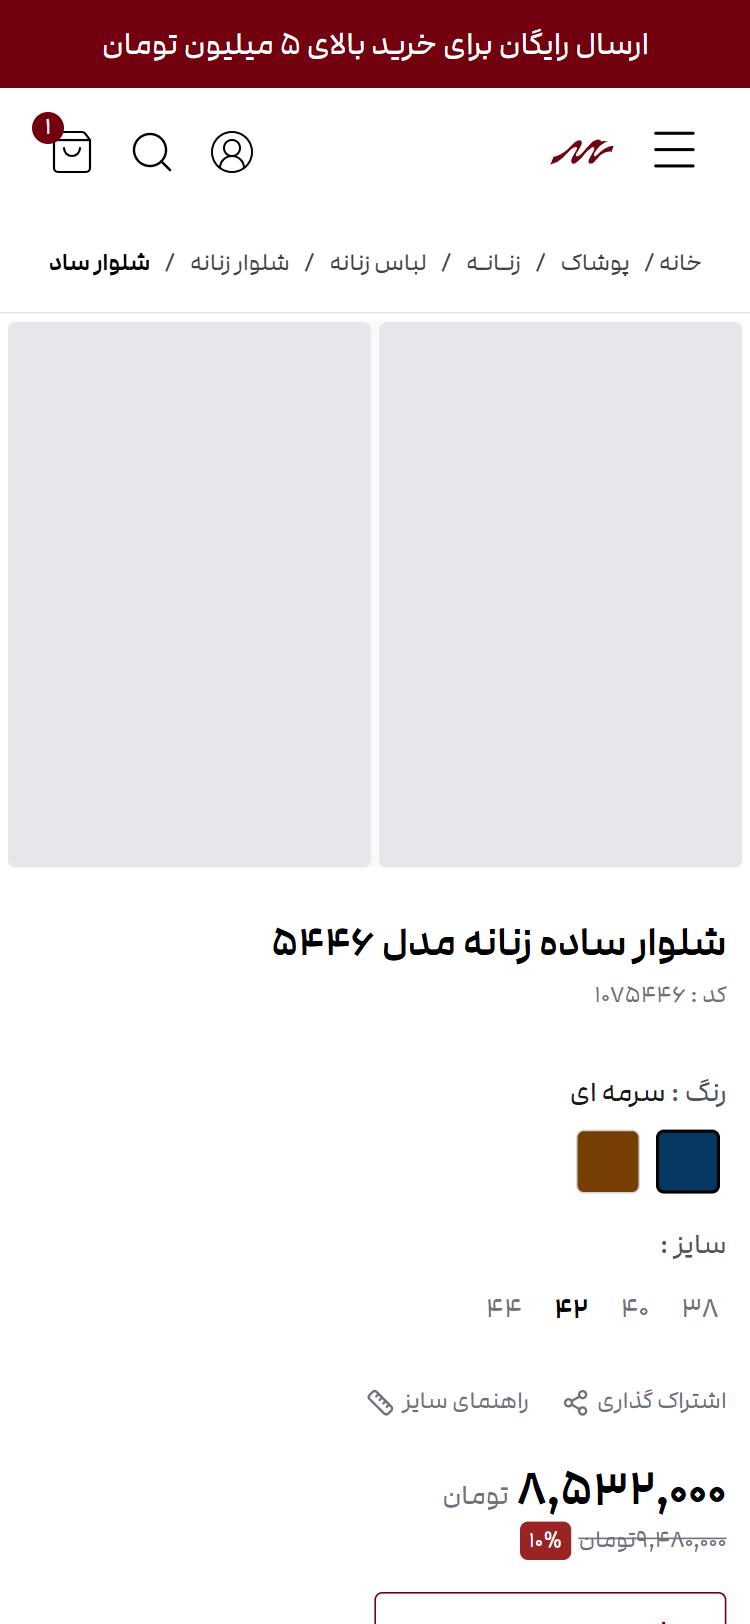 ارسال رایگان برای خرید بالای ۵ میلیون تومان
۱
خانه / پوشاک / زنـانـه / لباس زنانه / شلوار زنانه / شلوار ساد
شلوار ساده زنانه مدل ۵۴۴۶
کد : ۱۰۷۵۴۴۶
رنگ : سرمه ای
سایز :
۳۸ ۴۰ ۴۲ ۴۴
اشتراک گذاری راهنمای سایز
۸,۵۳۲,۰۰۰ تومان
۹,۴۸۰,۰۰۰تومان ۱۰%